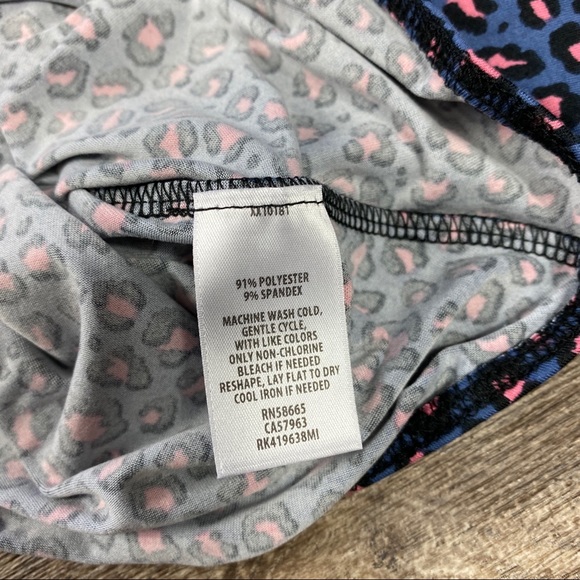 XX10181
91% POLYESTER
9% SPANDEX
MACHINE WASH COLD,
GENTLE CYCLE,
WITH LIKE COLORS
ONLY NON-CHLORINE
BLEACH IF NEEDED
RESHAPE, LAY FLAT TO DRY
COOL IRON IF NEEDED
RN58665
CA57963
RK419638MI